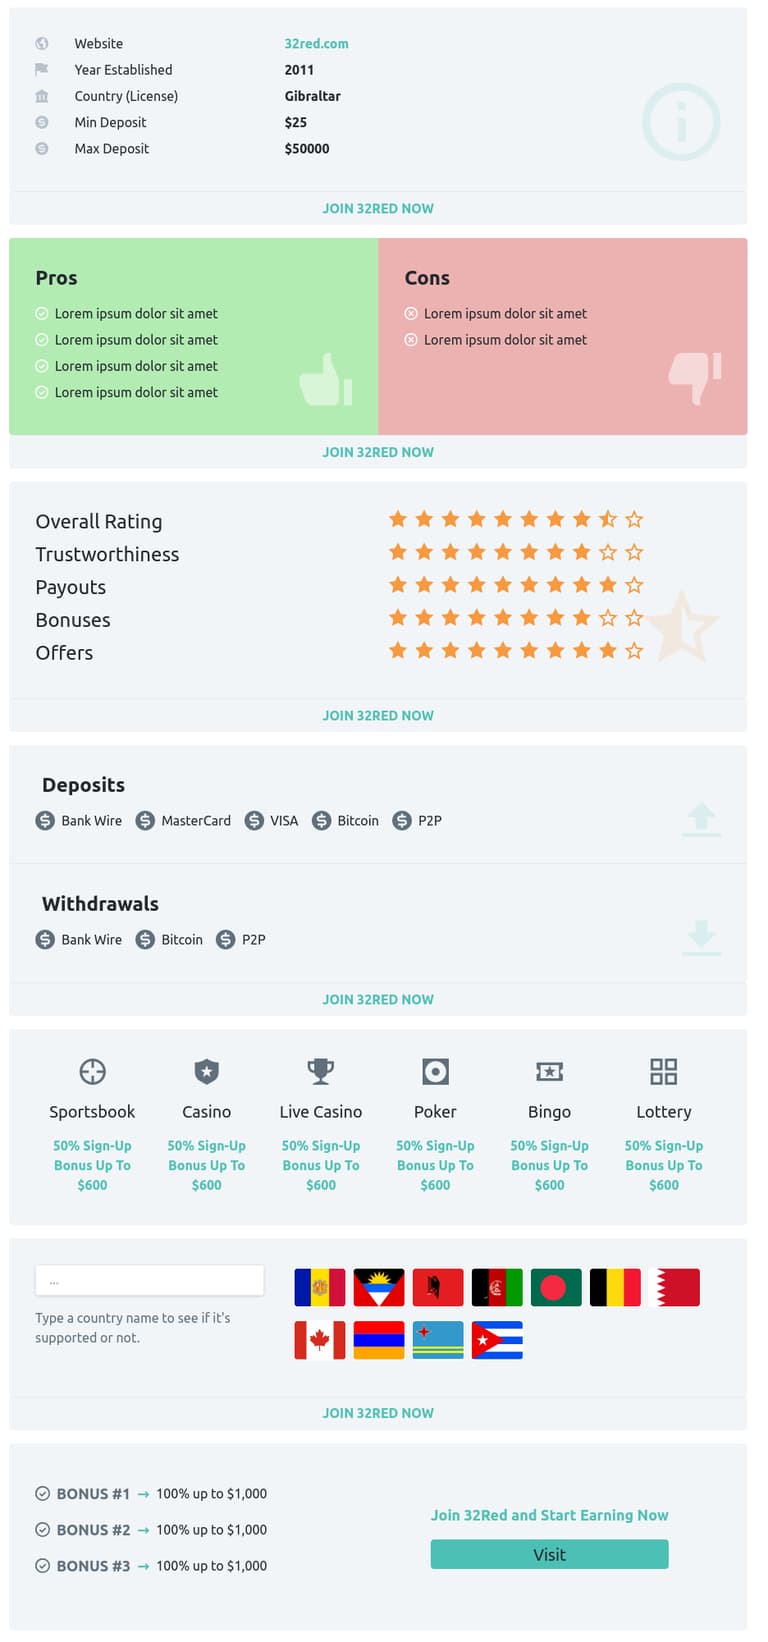 Website 32red.com
Year Established 2011
Country (License) Gibraltar
Min Deposit $25
Max Deposit $50000
JOIN 32RED NOW
Pros
Lorem ipsum dolor sit amet
Lorem ipsum dolor sit amet
Lorem ipsum dolor sit amet
Lorem ipsum dolor sit amet
Cons
Lorem ipsum dolor sit amet
Lorem ipsum dolor sit amet
JOIN 32RED NOW
Overall Rating
Trustworthiness
Payouts
Bonuses
Offers
JOIN 32RED NOW
Deposits
Bank Wire MasterCard VISA Bitcoin P2P
Withdrawals
Bank Wire Bitcoin P2P
JOIN 32RED NOW
Sportsbook
50% Sign-Up
Bonus Up To
$600
Casino
50% Sign-Up
Bonus Up To
$600
Live Casino
50% Sign-Up
Bonus Up To
$600
Poker
50% Sign-Up
Bonus Up To
$600
Bingo
50% Sign-Up
Bonus Up To
$600
Lottery
50% Sign-Up
Bonus Up To
$600
...
Type a country name to see if it's
supported or not.
JOIN 32RED NOW
BONUS #1 → 100% up to $1,000
BONUS #2 → 100% up to $1,000
BONUS #3 → 100% up to $1,000
Join 32Red and Start Earning Now
Visit